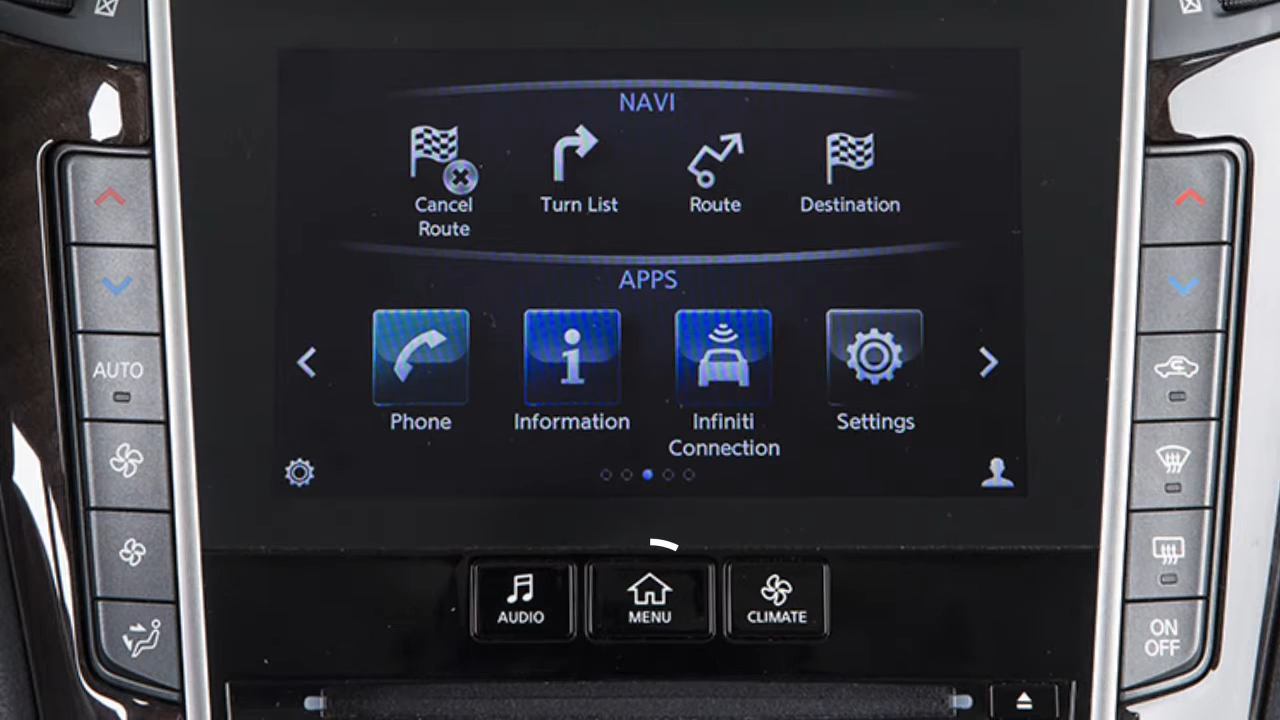 NAVI
Cancel Route
Turn List
Route
Destination
APPS
Phone
Information
Infiniti Connection
Settings
AUTO
AUDIO
MENU
CLIMATE
ON
OFF